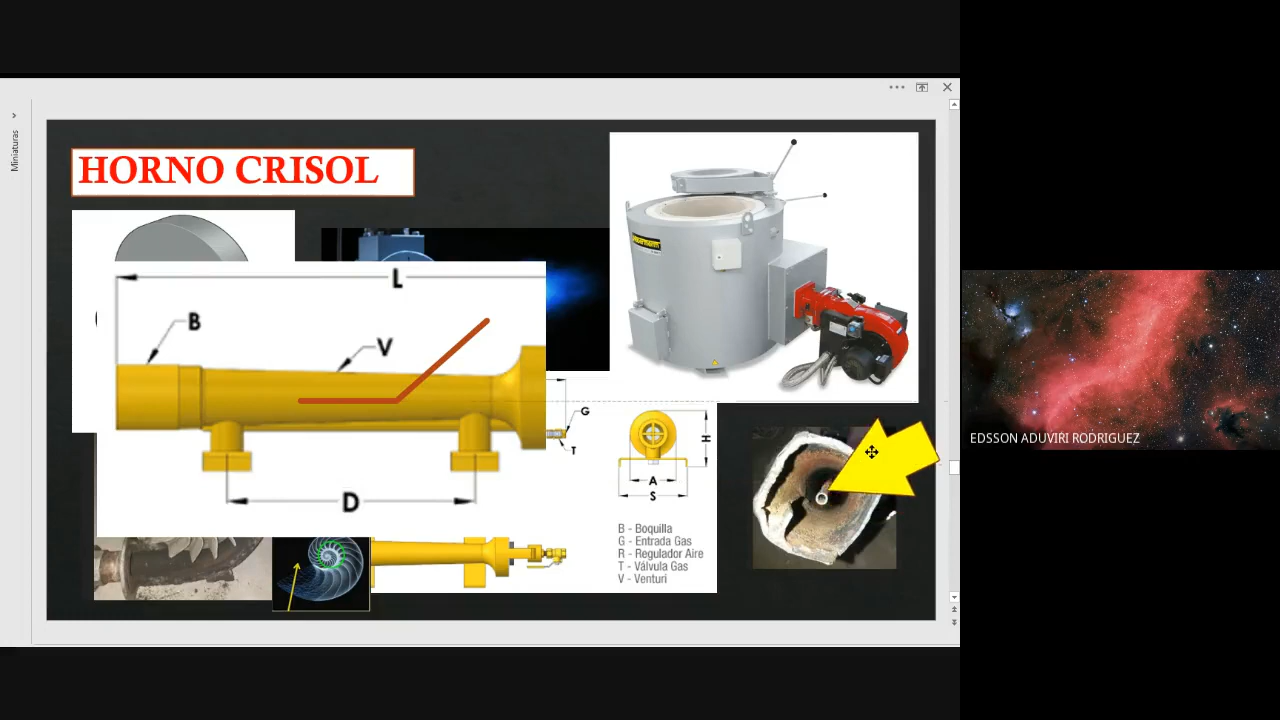 Miniaturas
HORNO CRISOL
L
B
V
D
G
T
H
A
S
B - Boquilla
G - Entrada Gas
R - Regulador Aire
T - Válvula Gas
V - Venturi
EDSSON ADUVIRI RODRIGUEZ